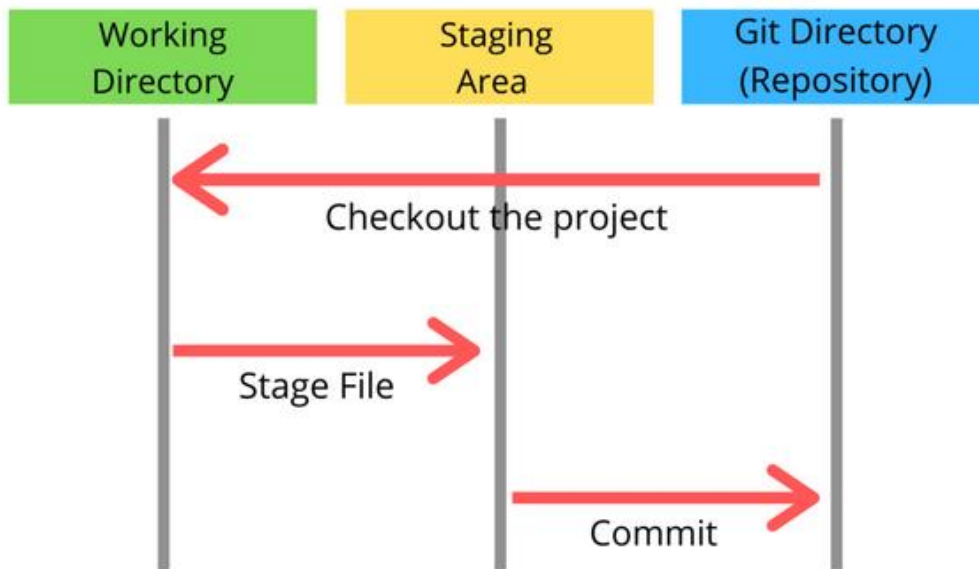 Working
Directory
Staging
Area
Git Directory
(Repository)
Checkout the project
Stage File
Commit